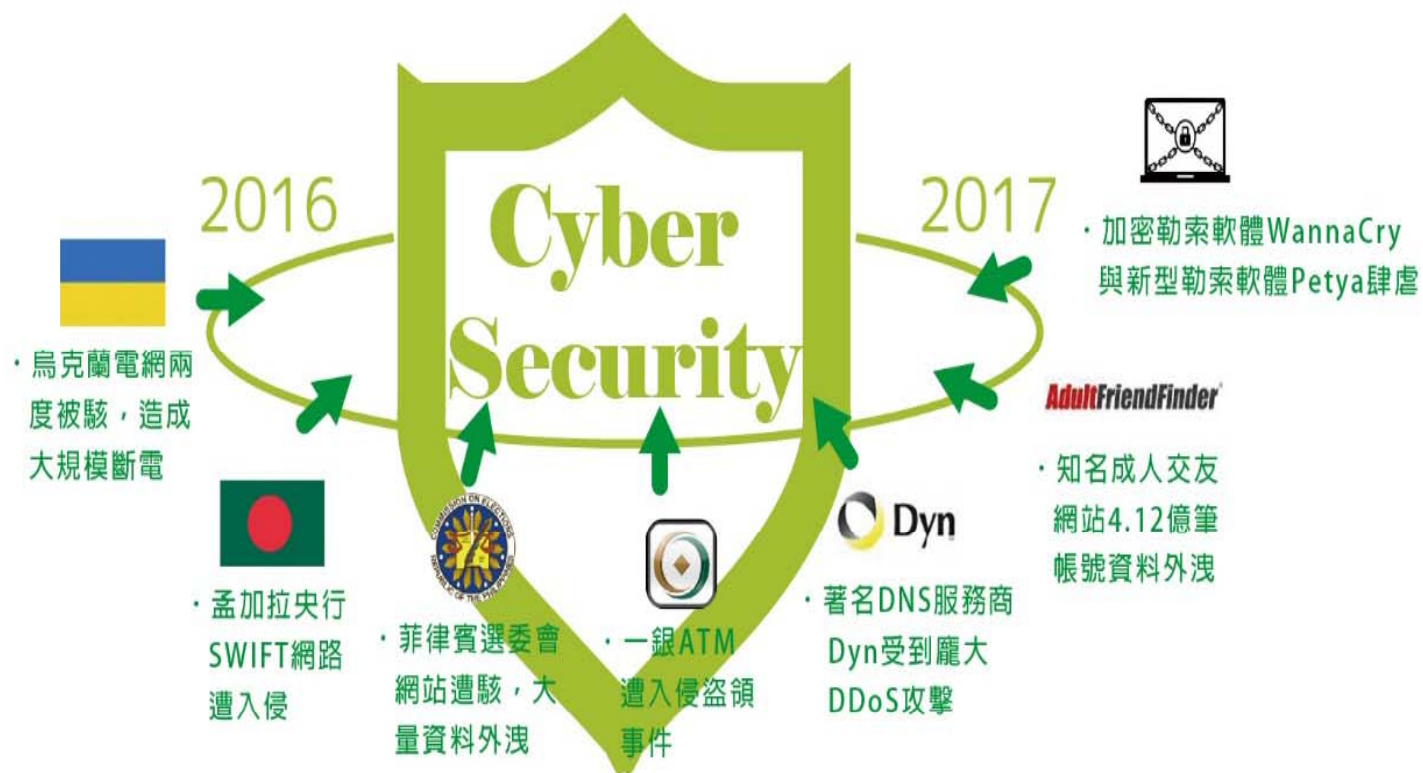 2016
Cyber
Security
2017
・烏克蘭電網兩
度被駭，造成
大規模斷電
・孟加拉央行
SWIFT網路
遭入侵
COMMISSION ON ELECTIONS
REPUBLIC OF THE PHILIPPINES
・菲律賓選委會
網站遭駭，大
量資料外洩
・一銀ATM
遭入侵盜領
事件
Dyn
・著名DNS服務商
Dyn受到龐大
DDoS攻擊
AdultFriendFinder
・知名成人交友
網站4.12億筆
帳號資料外洩
・加密勒索軟體WannaCry
與新型勒索軟體Petya肆虐